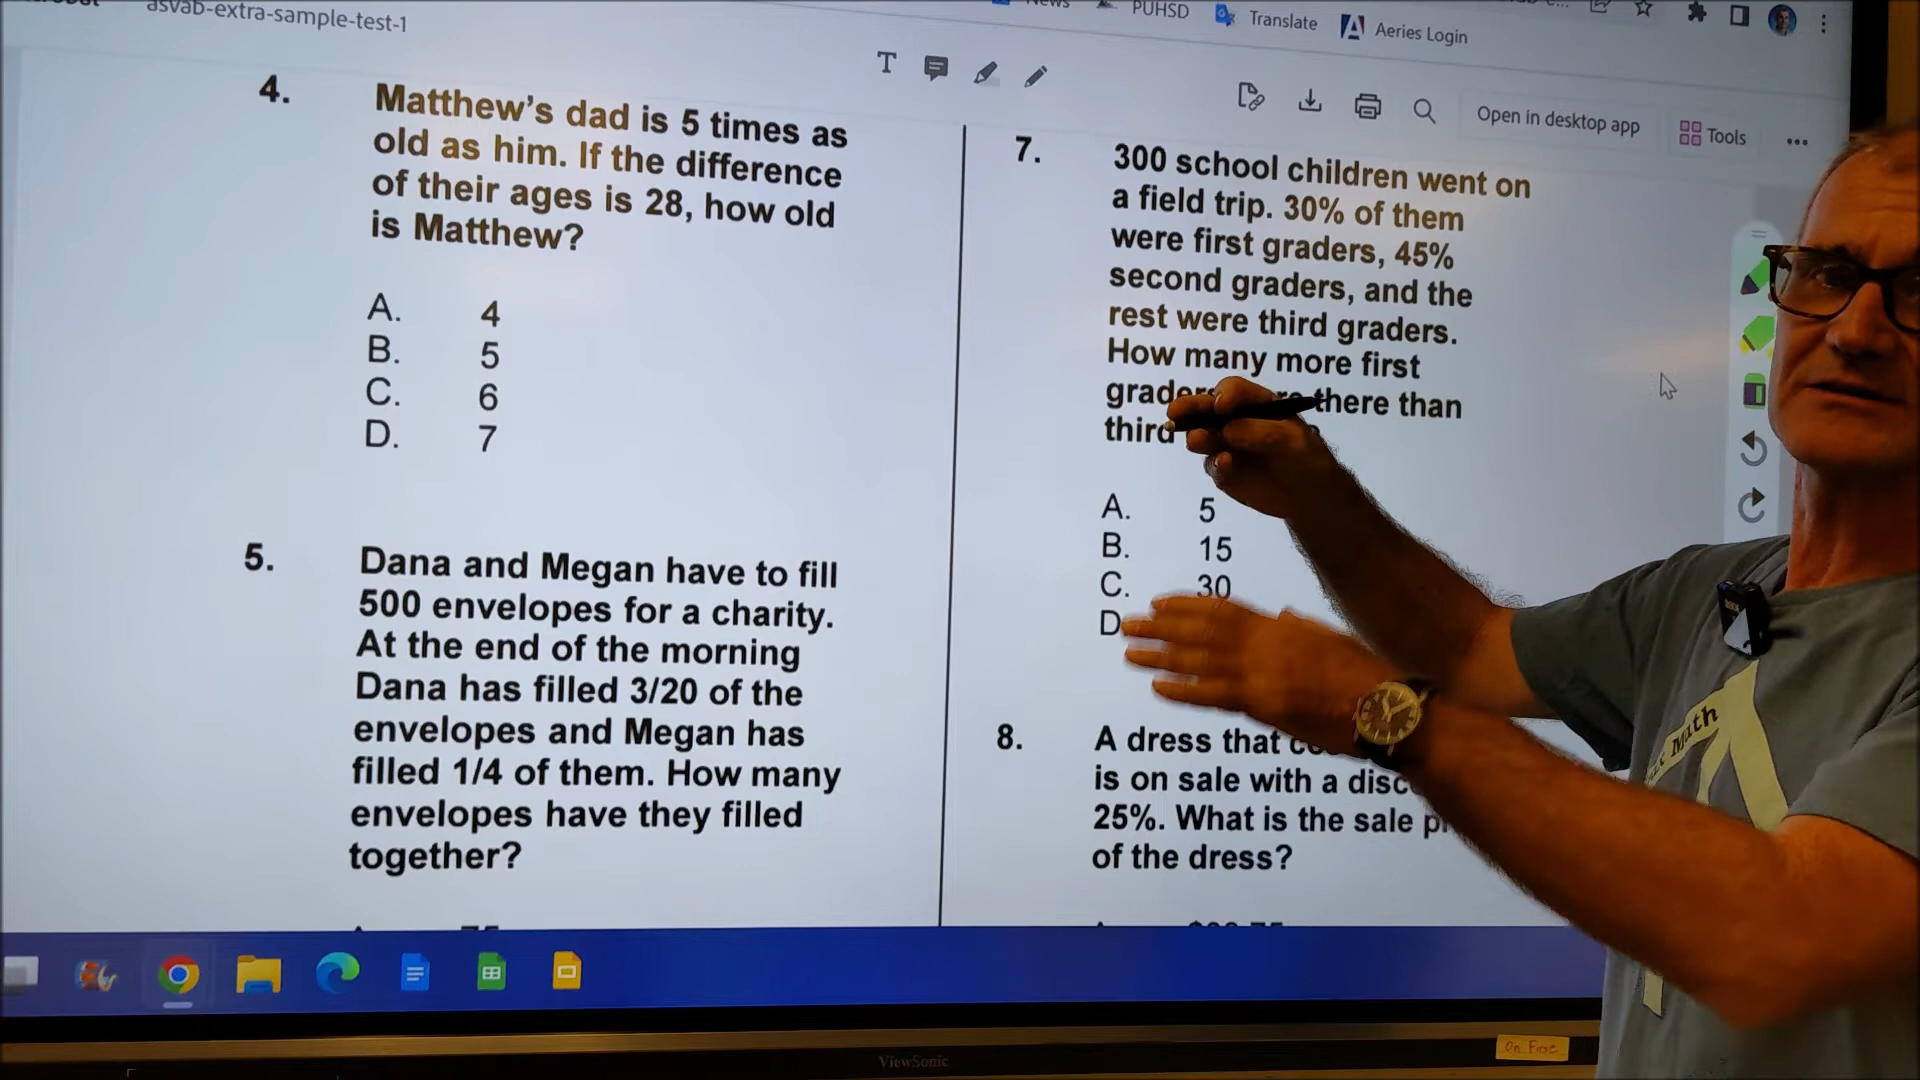 asvab-extra-sample-test-1
PUHSD
Translate
Aeries Login
Open in desktop app
Tools
4.
Matthew's dad is 5 times as
old as him. If the difference
of their ages is 28, how old
is Matthew?
A. 4
B. 5
C. 6
D. 7
5.
Dana and Megan have to fill
500 envelopes for a charity.
At the end of the morning
Dana has filled 3/20 of the
envelopes and Megan has
filled 1/4 of them. How many
envelopes have they filled
together?
7.
300 school children went on
a field trip. 30% of them
were first graders, 45%
second graders, and the
rest were third graders.
How many more first
there than
third
A. 5
B. 15
C. 30
D
8.
A dress that
is on sale with a
25%. What is the sale
of the dress?
Math
ViewSonic
On Fire